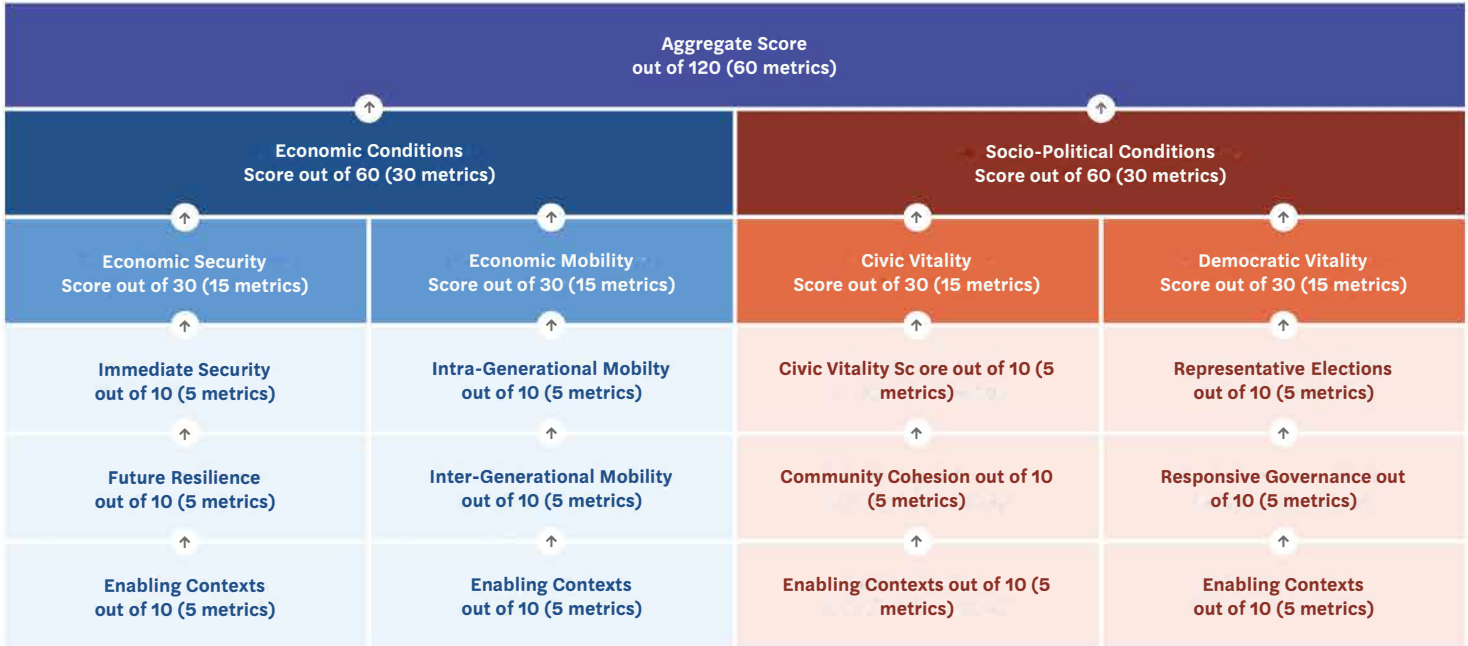 Aggregate Score
out of 120 (60 metrics)
Economic Conditions
Score out of 60 (30 metrics)
Socio-Political Conditions
Score out of 60 (30 metrics)
Economic Security
Score out of 30 (15 metrics)
Economic Mobility
Score out of 30 (15 metrics)
Civic Vitality
Score out of 30 (15 metrics)
Democratic Vitality
Score out of 30 (15 metrics)
Immediate Security
out of 10 (5 metrics)
Intra-Generational Mobilty
out of 10 (5 metrics)
Civic Vitality Sc ore out of 10 (5
metrics)
Representative Elections
out of 10 (5 metrics)
Future Resilience
out of 10 (5 metrics)
Inter-Generational Mobility
out of 10 (5 metrics)
Community Cohesion out of 10
(5 metrics)
Responsive Governance out
of 10 (5 metrics)
Enabling Contexts
out of 10 (5 metrics)
Enabling Contexts
out of 10 (5 metrics)
Enabling Contexts out of 10 (5
metrics)
Enabling Contexts
out of 10 (5 metrics)